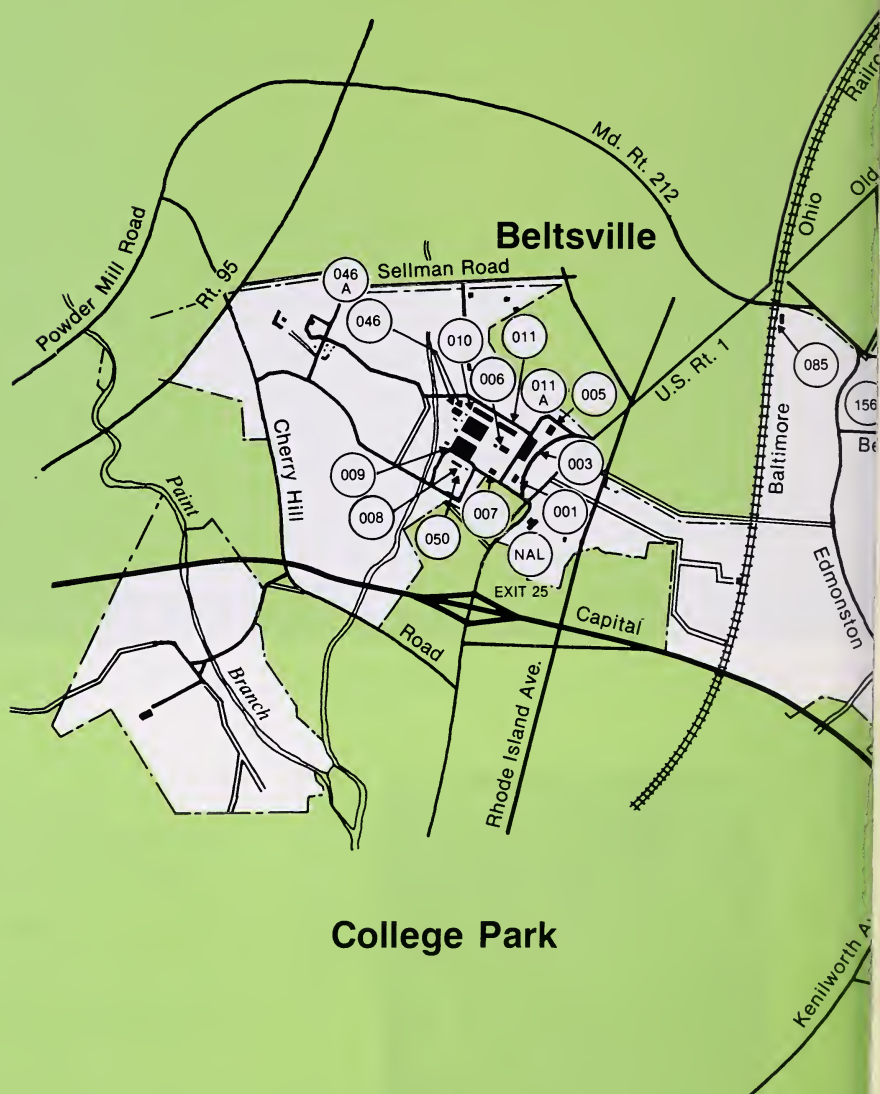 Railro
Old
Ohio
Md. Rt. 212
Beltsville
Powder Mill Road
Rt. 95
Sellman Road
046
A
046
010
011
006
011
A
005
U.S. Rt. 1
085
156
Be
Baltimore
Cherry Hill
009
003
008
050
007
001
NAL
Paint
Edmonston
EXIT 25
Capital
Road
Branch
Rhode Island Ave.
College Park
Kenilworth A